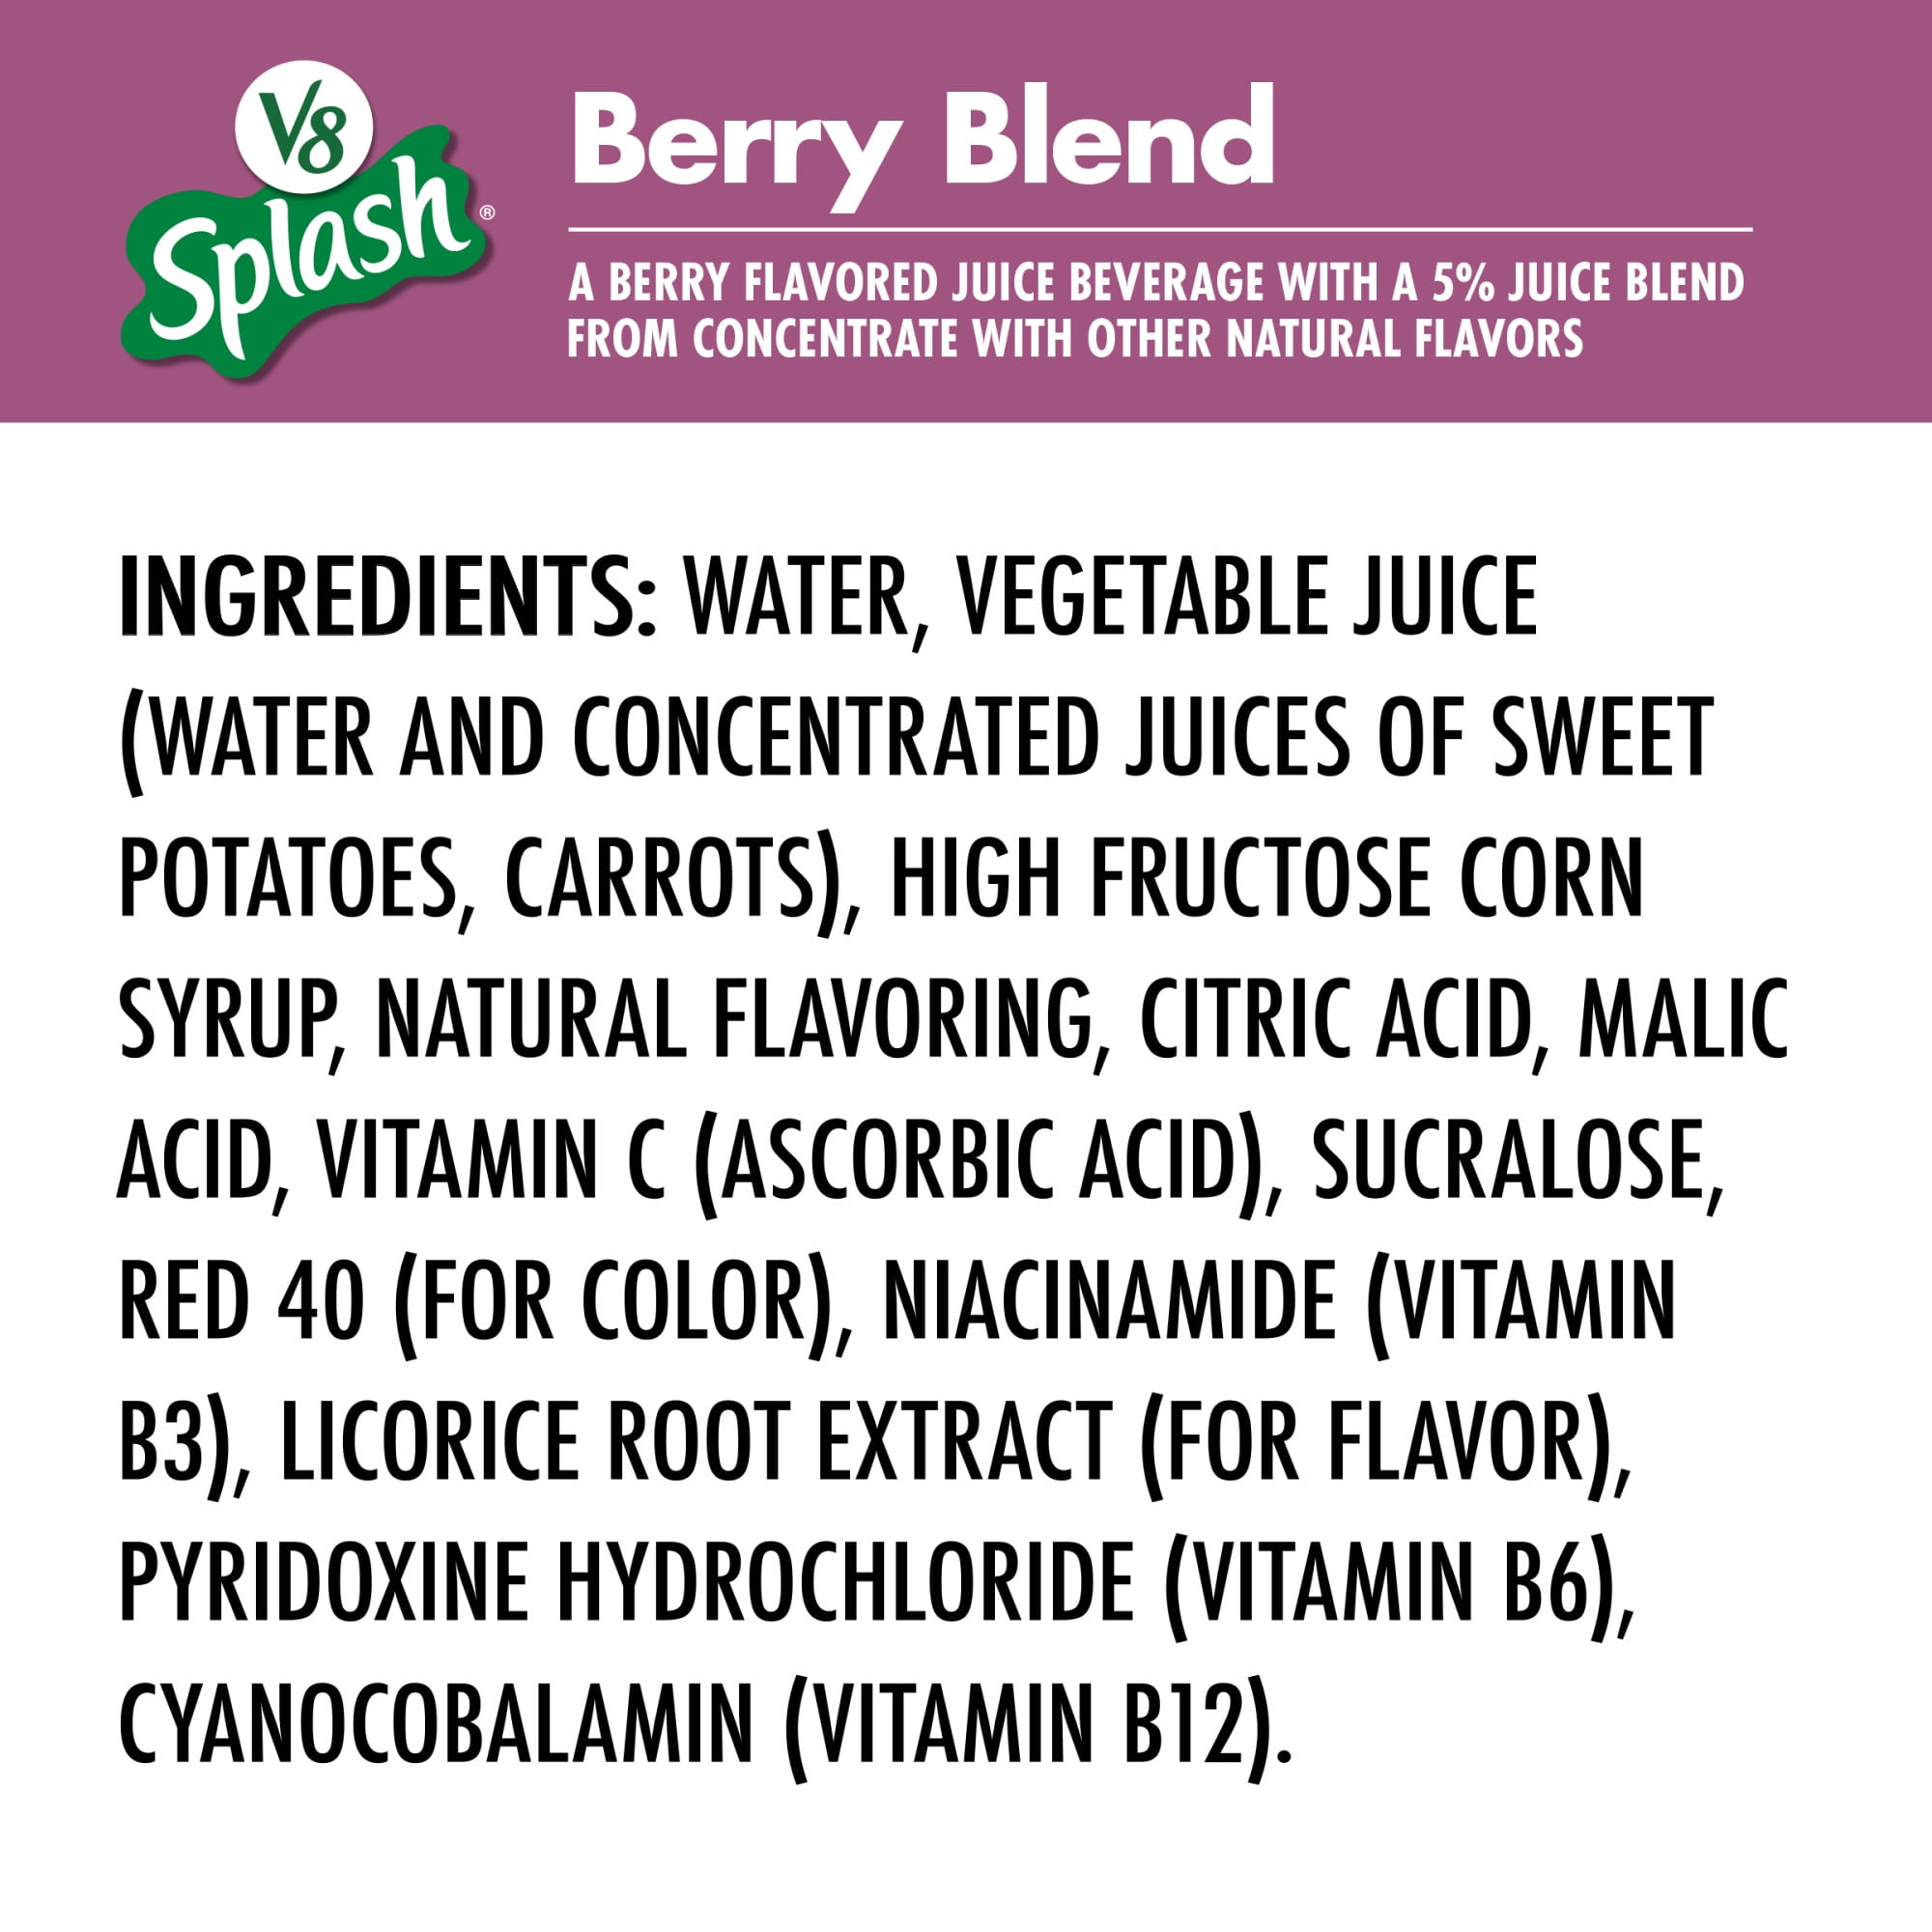 V8
Splash®
Berry Blend
A BERRY FLAVORED JUICE BEVERAGE WITH A 5% JUICE BLEND
FROM CONCENTRATE WITH OTHER NATURAL FLAVORS
INGREDIENTS: WATER, VEGETABLE JUICE
(WATER AND CONCENTRATED JUICES OF SWEET
POTATOES, CARROTS), HIGH FRUCTOSE CORN
SYRUP, NATURAL FLAVORING, CITRIC ACID, MALIC
ACID, VITAMIN C (ASCORBIC ACID), SUCRALOSE,
RED 40 (FOR COLOR), NIACINAMIDE (VITAMIN
B3), LICORICE ROOT EXTRACT (FOR FLAVOR),
PYRIDOXINE HYDROCHLORIDE (VITAMIN B6),
CYANOCOBALAMIN (VITAMIN B12).